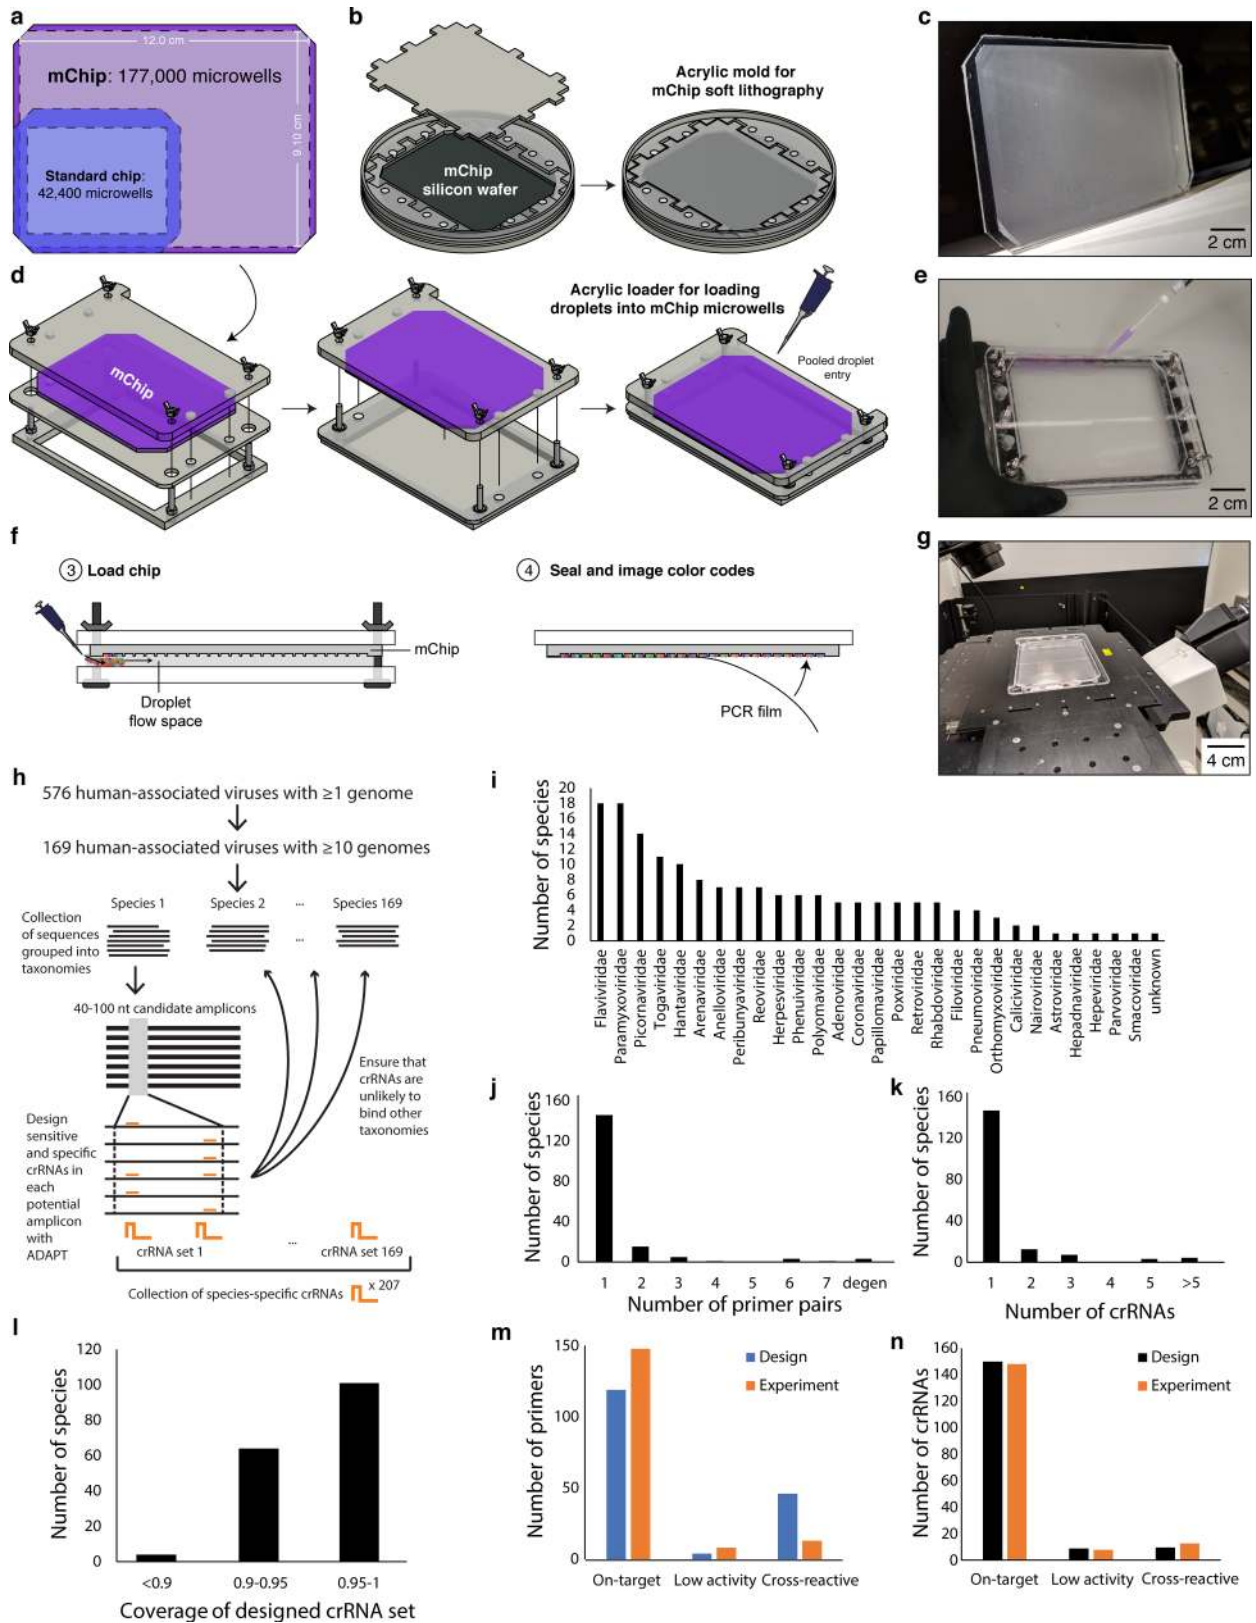 a
12.0 cm
mChip: 177,000 microwells
9.10 cm
Standard chip:
42,400 microwells
b
mChip
silicon wafer
Acrylic mold for
mChip soft lithography
c
2 cm
d
mChip
Acrylic loader for loading
droplets into mChip microwells
Pooled droplet
entry
e
2 cm
f
3 Load chip
mChip
Droplet
flow space
4 Seal and image color codes
PCR film
g
4 cm
h
576 human-associated viruses with ≥1 genome
169 human-associated viruses with ≥10 genomes
Species 1 Species 2 ... Species 169
Collection
of sequences
grouped into
taxonomies
...
...
40-100 nt candidate amplicons
Ensure that
crRNAs are
unlikely to
bind other
taxonomies
Design
sensitive
and specific
crRNAs in
each
potential
amplicon
with
ADAPT
crRNA set 1 ... crRNA set 169
Collection of species-specific crRNAs x 207
i
Number of species
20
18
16
14
12
10
8
6
4
2
0
Flaviviridae
Paramyxoviridae
Picornaviridae
Togaviridae
Hantaviridae
Arenaviridae
Anelloviridae
Peribunyaviridae
Reoviridae
Herpesviridae
Phenuiviridae
Polyomaviridae
Adenoviridae
Coronaviridae
Papillomaviridae
Poxviridae
Retroviridae
Rhabdoviridae
Filoviridae
Pneumoviridae
Orthomyxoviridae
Caliciviridae
Nairoviridae
Astroviridae
Hepadnaviridae
Hepeviridae
Parvoviridae
Smacoviridae
unknown
j
Number of species
160
120
80
40
0
1 2 3 4 5 6 7 degen
Number of primer pairs
k
Number of species
160
120
80
40
0
1 2 3 4 5 >5
Number of crRNAs
l
Number of species
120
100
80
60
40
20
0
<0.9 0.9-0.95 0.95-1
Coverage of designed crRNA set
m
Number of primers
150
100
50
0
Design
Experiment
On-target Low activity Cross-reactive
n
Number of crRNAs
160
140
120
100
80
60
40
20
0
Design
Experiment
On-target Low activity Cross-reactive